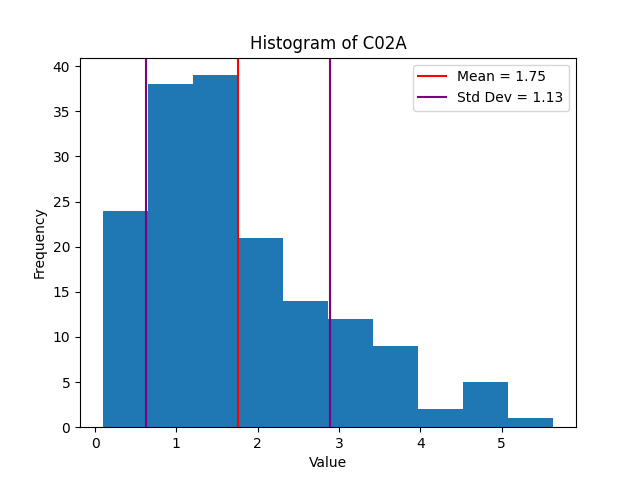 Histogram of C02A
Mean = 1.75
Std Dev = 1.13
Frequency
40
35
30
25
20
15
10
5
0
0 1 2 3 4 5
Value